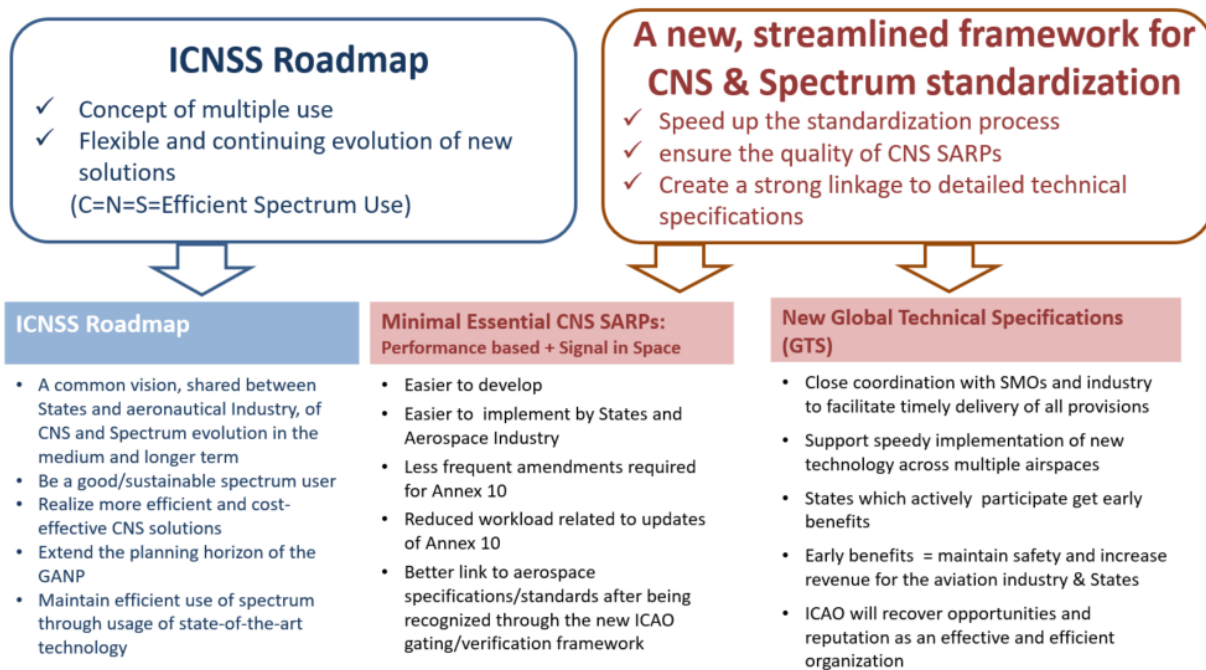 ICNSS Roadmap
✓ Concept of multiple use
✓ Flexible and continuing evolution of new
solutions
(C=N=S=Efficient Spectrum Use)
A new, streamlined framework for
CNS & Spectrum standardization
✓ Speed up the standardization process
✓ ensure the quality of CNS SARPs
✓ Create a strong linkage to detailed technical
specifications
ICNSS Roadmap
• A common vision, shared between
States and aeronautical Industry, of
CNS and Spectrum evolution in the
medium and longer term
• Be a good/sustainable spectrum user
• Realize more efficient and cost-
effective CNS solutions
• Extend the planning horizon of the
GANP
• Maintain efficient use of spectrum
through usage of state-of-the-art
technology
Minimal Essential CNS SARPs:
Performance based + Signal in Space
• Easier to develop
• Easier to implement by States and
Aerospace Industry
• Less frequent amendments required
for Annex 10
• Reduced workload related to updates
of Annex 10
• Better link to aerospace
specifications/standards after being
recognized through the new ICAO
gating/verification framework
New Global Technical Specifications
(GTS)
• Close coordination with SMOs and industry
to facilitate timely delivery of all provisions
• Support speedy implementation of new
technology across multiple airspaces
• States which actively participate get early
benefits
• Early benefits = maintain safety and increase
revenue for the aviation industry & States
• ICAO will recover opportunities and
reputation as an effective and efficient
organization